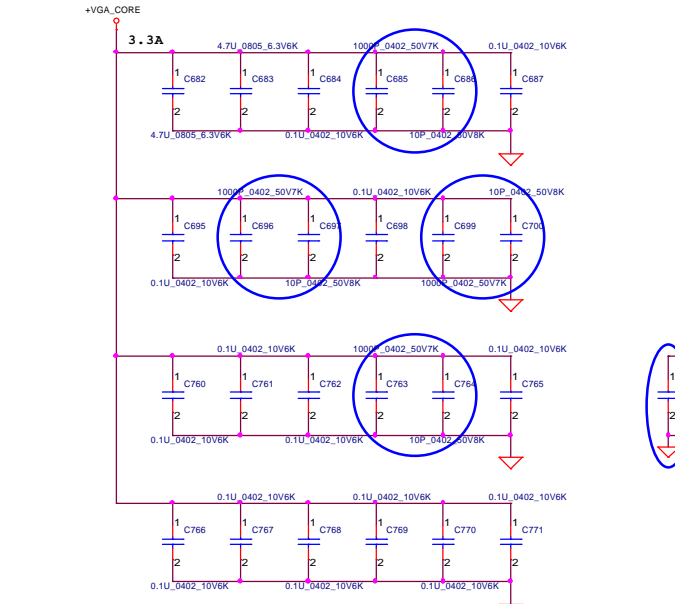 +VGA_CORE
3.3A
4.7U_0805_6.3V6K 1000P_0402_50V7K 0.1U_0402_10V6K
1 1 1 1 1 1
C682 C683 C684 C685 C686 C687
2 2 2 2 2 2
4.7U_0805_6.3V6K 0.1U_0402_10V6K 10P_0402_50V8K
1000P_0402_50V7K 0.1U_0402_10V6K 10P_0402_50V8K
1 1 1 1 1 1
C695 C696 C697 C698 C699 C700
2 2 2 2 2 2
0.1U_0402_10V6K 10P_0402_50V8K 1000P_0402_50V7K
0.1U_0402_10V6K 1000P_0402_50V7K 0.1U_0402_10V6K
1 1 1 1 1 1 1
C760 C761 C762 C763 C764 C765
2 2 2 2 2 2 2
0.1U_0402_10V6K 0.1U_0402_10V6K 10P_0402_50V8K
0.1U_0402_10V6K 0.1U_0402_10V6K 0.1U_0402_10V6K
1 1 1 1 1 1
C766 C767 C768 C769 C770 C771
2 2 2 2 2 2
0.1U_0402_10V6K 0.1U_0402_10V6K 0.1U_0402_10V6K